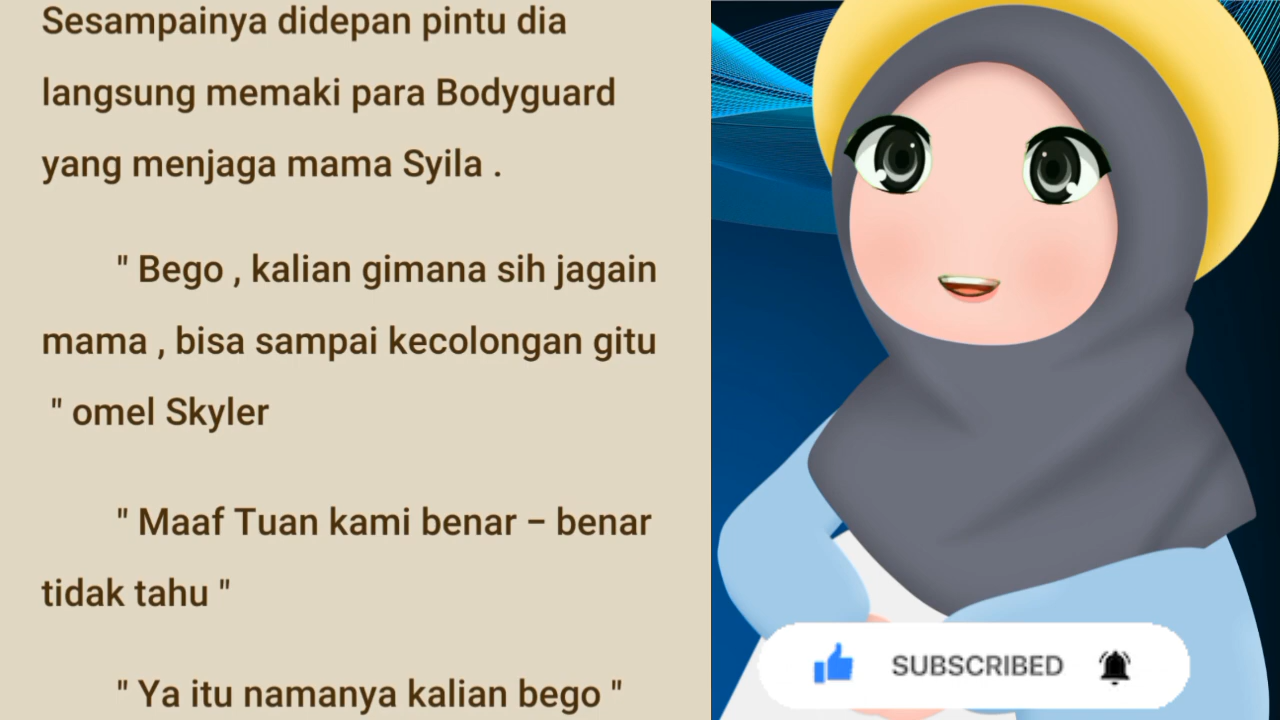 Sesampainya didepan pintu dia
langsung memaki para Bodyguard
yang menjaga mama Syila .
" Bego , kalian gimana sih jagain
mama , bisa sampai kecolongan gitu
" omel Skyler
" Maaf Tuan kami benar – benar
tidak tahu "
" Ya itu namanya kalian bego "
SUBSCRIBED